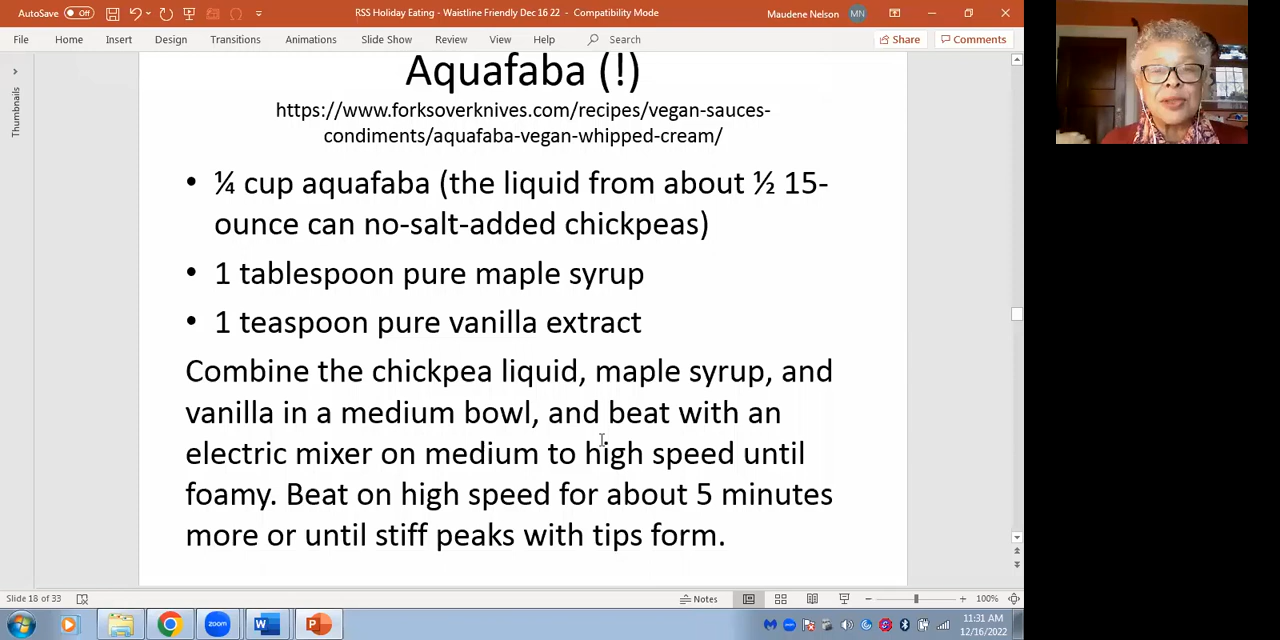 AutoSave Off
RSS Holiday Eating - Waistline Friendly Dec 16 22 - Compatibility Mode
Maudene Nelson MN
File Home Insert Design Transitions Animations Slide Show Review View Help Search Share Comments
Thumbnails
Aquafaba (!)
https://www.forksoverknives.com/recipes/vegan-sauces-
condiments/aquafaba-vegan-whipped-cream/
• ¼ cup aquafaba (the liquid from about ½ 15-
ounce can no-salt-added chickpeas)
• 1 tablespoon pure maple syrup
• 1 teaspoon pure vanilla extract
Combine the chickpea liquid, maple syrup, and
vanilla in a medium bowl, and beat with an
electric mixer on medium to high speed until
foamy. Beat on high speed for about 5 minutes
more or until stiff peaks with tips form.
Slide 18 of 33 Notes 100%
zoom
11:31 AM
12/16/2022